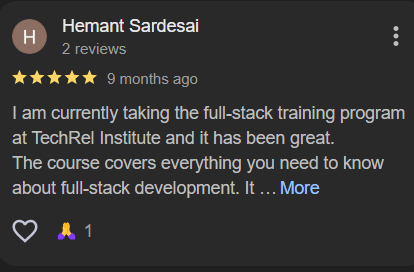 H
Hemant Sardesai
2 reviews
9 months ago
I am currently taking the full-stack training program
at TechRel Institute and it has been great.
The course covers everything you need to know
about full-stack development. It … More
1